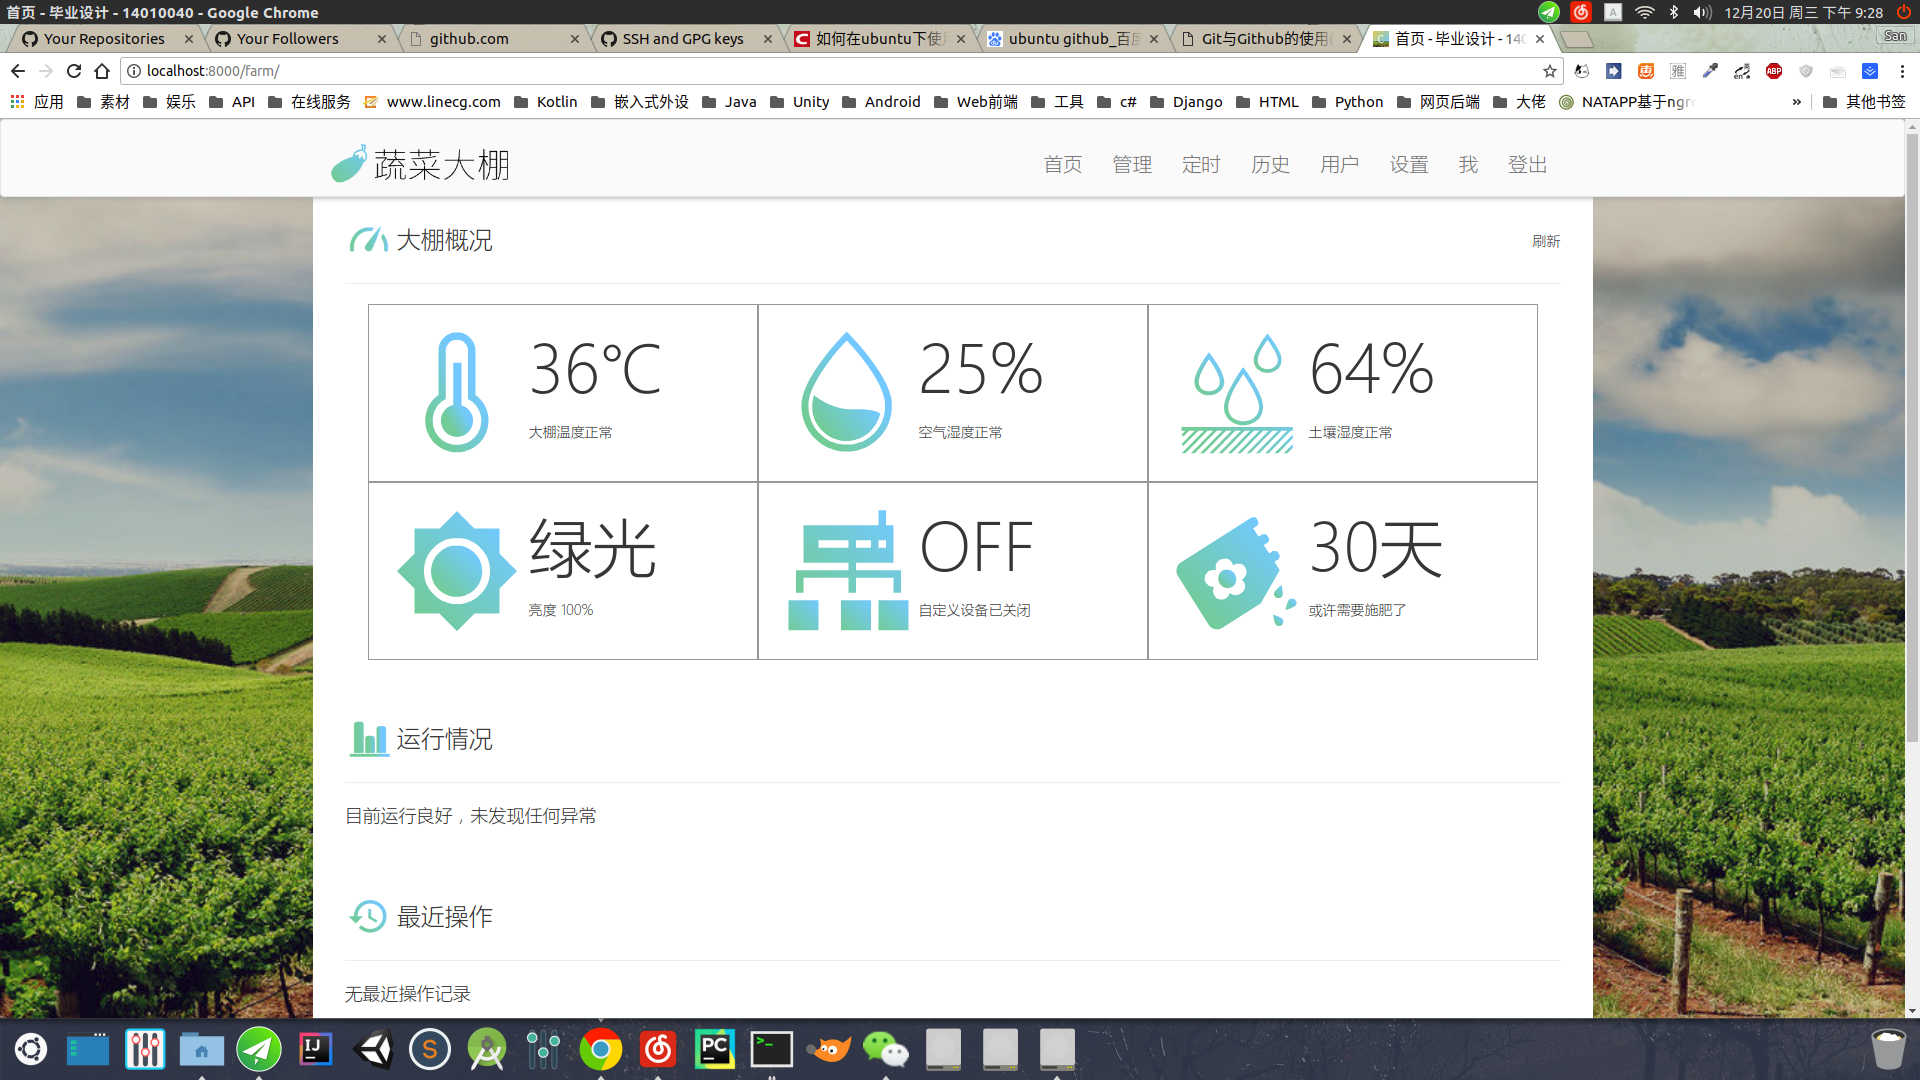 首页 - 毕业设计 - 14010040 - Google Chrome
12月20日 周三 下午 9:28
Your Repositories
Your Followers
github.com
SSH and GPG keys
如何在ubuntu下使用
ubuntu github_百度
Git与Github的使用(
首页 - 毕业设计 - 140
San
localhost:8000/farm/
应用 素材 娱乐 API 在线服务 www.linecg.com Kotlin 嵌入式外设 Java Unity Android Web前端 工具 c# Django HTML Python 网页后端 大佬 NATAPP基于ngr » 其他书签
蔬菜大棚
首页 管理 定时 历史 用户 设置 我 登出
大棚概况
刷新
36℃
大棚温度正常
25%
空气湿度正常
64%
土壤湿度正常
绿光
亮度 100%
OFF
自定义设备已关闭
30天
或许需要施肥了
运行情况
目前运行良好，未发现任何异常
最近操作
无最近操作记录